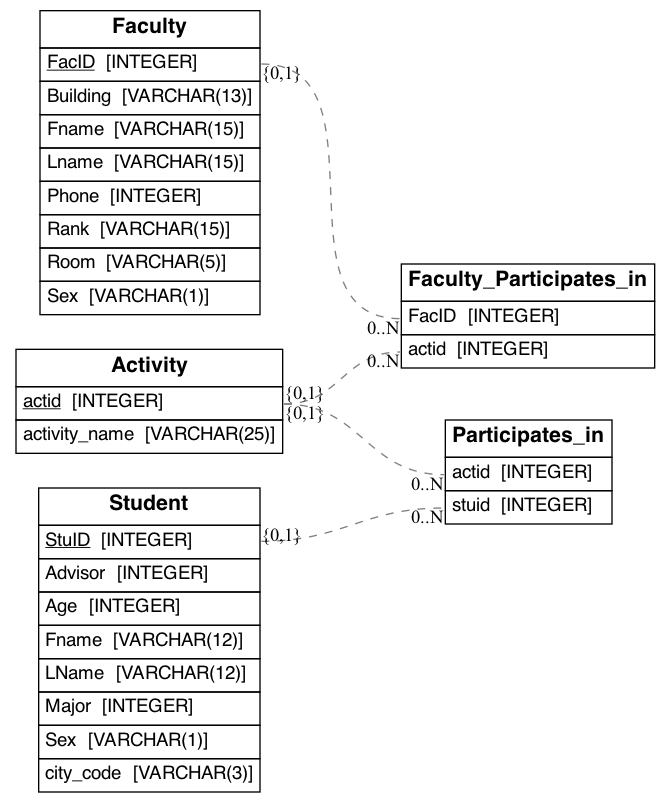 Faculty
FacID [INTEGER]
Building [VARCHAR(13)]
Fname [VARCHAR(15)]
Lname [VARCHAR(15)]
Phone [INTEGER]
Rank [VARCHAR(15)]
Room [VARCHAR(5)]
Sex [VARCHAR(1)]
{0,1}
0..N
Faculty_Participates_in
FacID [INTEGER]
actid [INTEGER]
0..N
Activity
actid [INTEGER]
activity_name [VARCHAR(25)]
{0,1}
{0,1}
Participates_in
actid [INTEGER]
stuid [INTEGER]
0..N
0..N
Student
StuID [INTEGER]
Advisor [INTEGER]
Age [INTEGER]
Fname [VARCHAR(12)]
LName [VARCHAR(12)]
Major [INTEGER]
Sex [VARCHAR(1)]
city_code [VARCHAR(3)]
{0,1}